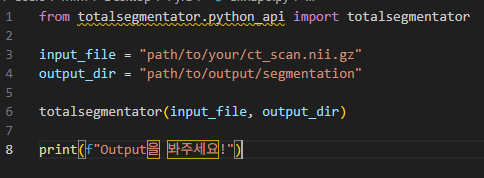 from totalsegmentator.python_api import totalsegmentator
input_file = "path/to/your/ct_scan.nii.gz"
output_dir = "path/to/output/segmentation"
totalsegmentator(input_file, output_dir)
print(f"Output을 봐주세요!")